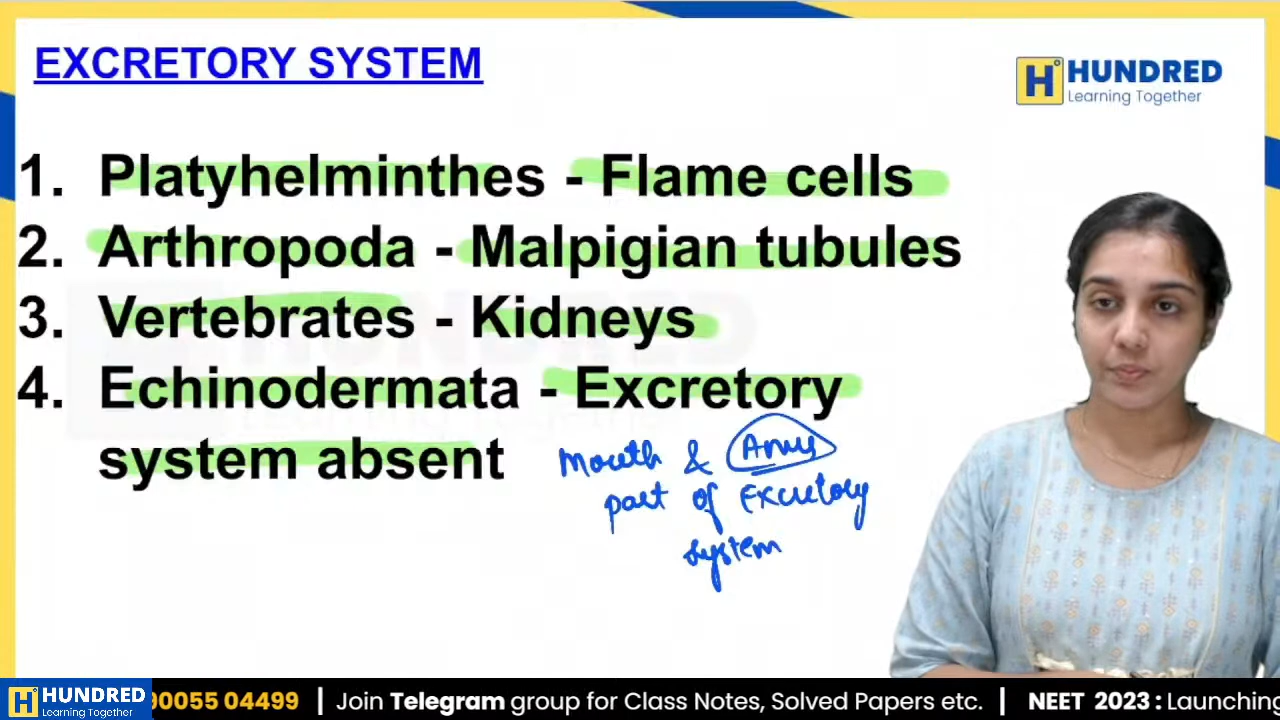 EXCRETORY SYSTEM
H° HUNDRED
Learning Together
1. Platyhelminthes - Flame cells
2. Arthropoda - Malpigian tubules
3. Vertebrates - Kidneys
4. Echinodermata - Excretory
system absent
Mouth & Anus
part of Excretory
system
H° HUNDRED
Learning Together
90055 04499 | Join Telegram group for Class Notes, Solved Papers etc. | NEET 2023 : Launching